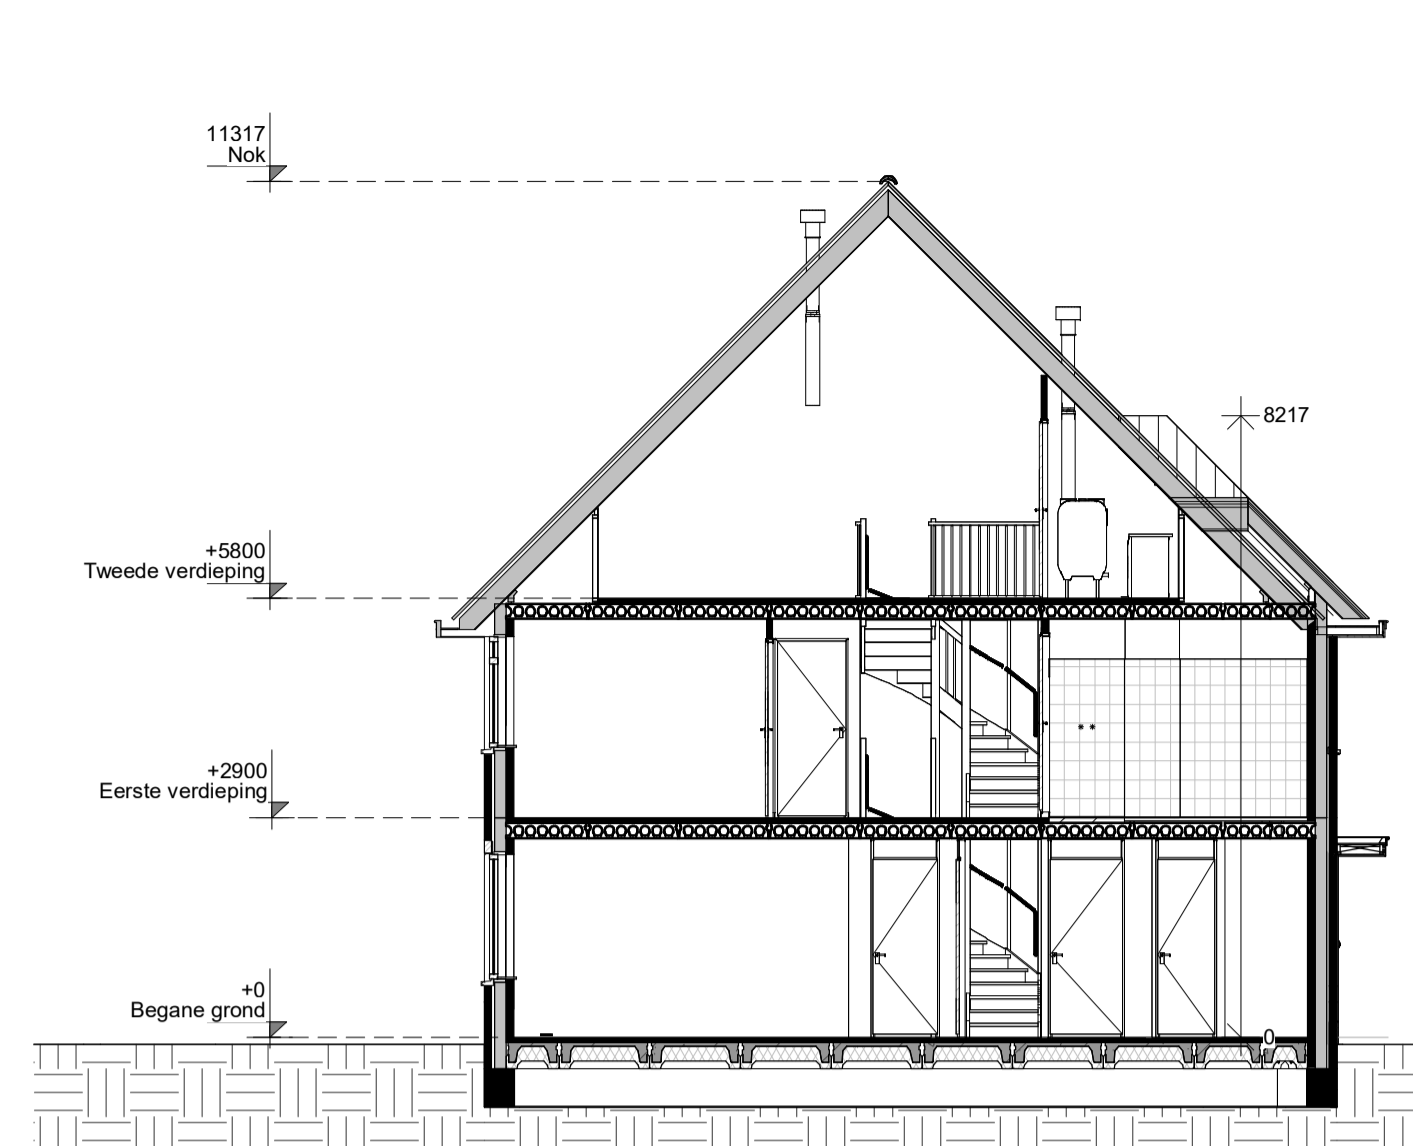 11317
Nok
8217
+5800
Tweede verdieping
+2900
Eerste verdieping
+0
Begane grond
0